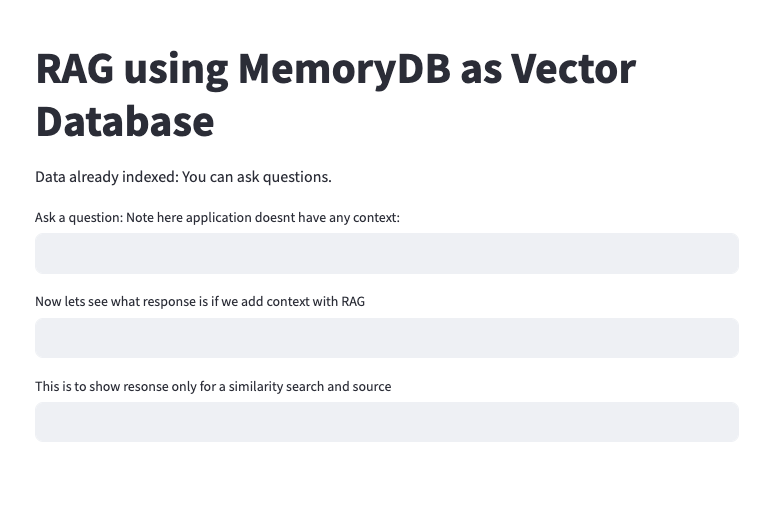 RAG using MemoryDB as Vector
Database
Data already indexed: You can ask questions.
Ask a question: Note here application doesnt have any context:
Now lets see what response is if we add context with RAG
This is to show resonse only for a similarity search and source